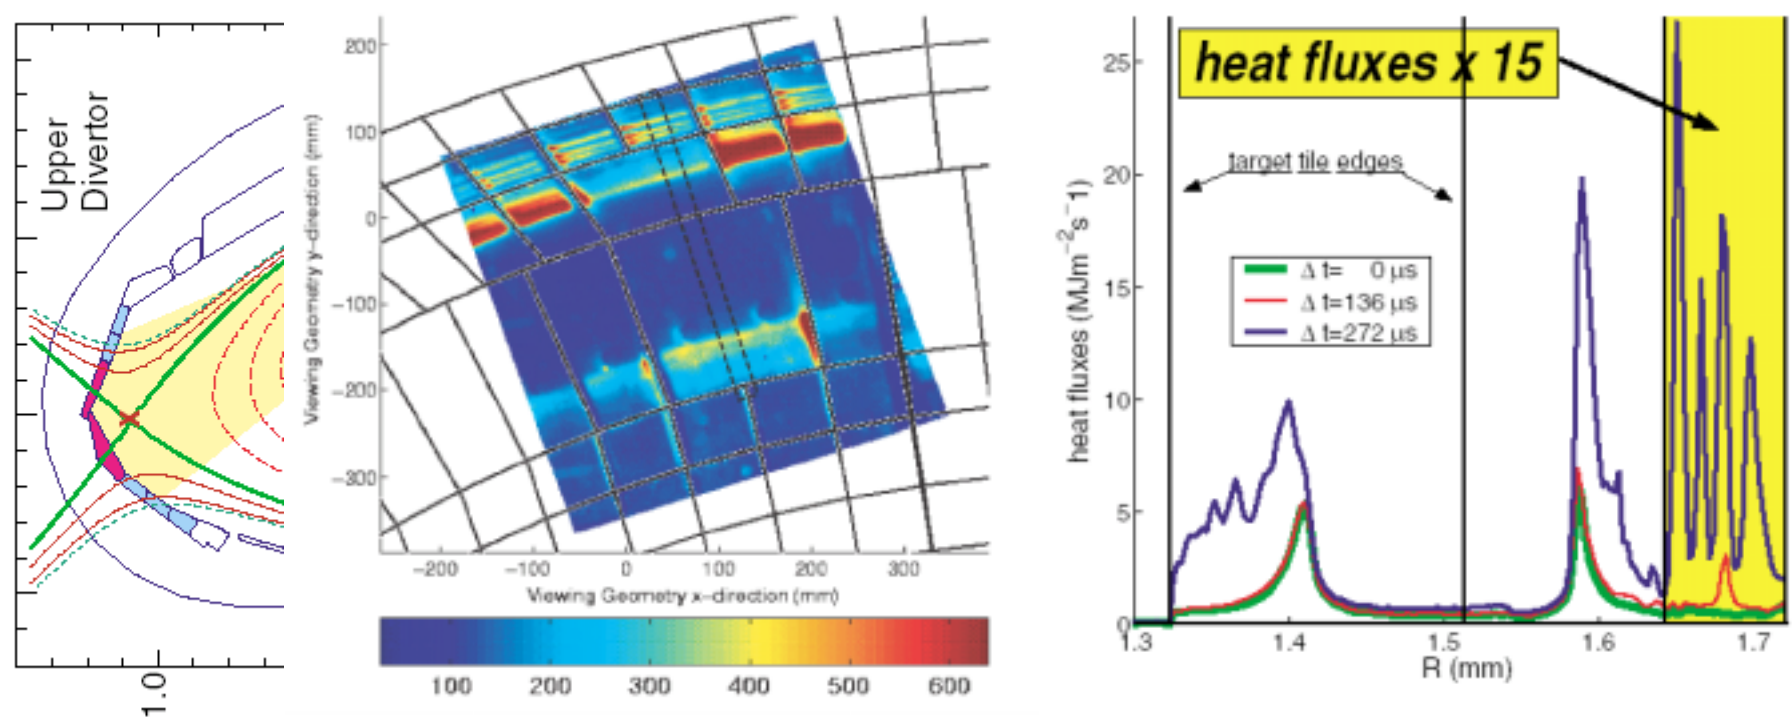 Upper
Divertor
1.0
200
100
0
−100
−200
−300
Viewing Geometry y−direction (mm)
−200 −100 0 100 200 300
Viewing Geometry x−direction (mm)
100 200 300 400 500 600
heat fluxes x 15
target tile edges
Δ t= 0 μs
Δ t=136 μs
Δ t=272 μs
25
20
15
10
5
0
heat fluxes (MJm⁻²s⁻1)
1.3 1.4 1.5 1.6 1.7
R (mm)